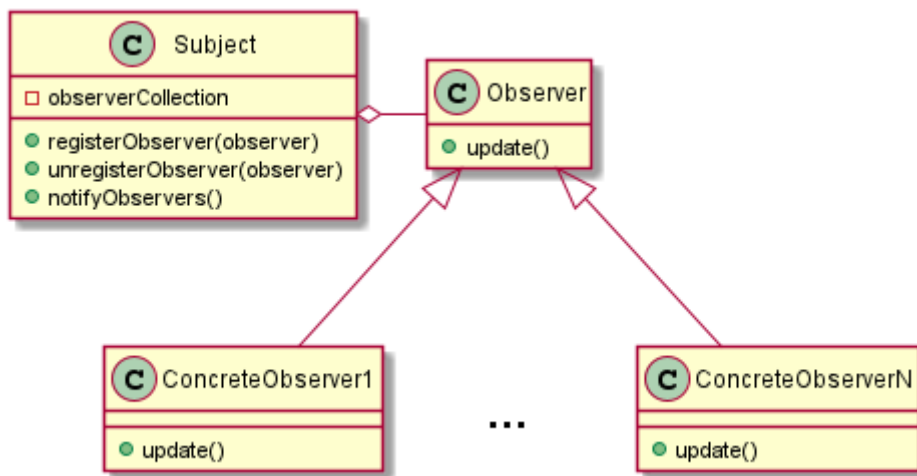 C Subject
observerCollection
registerObserver(observer)
unregisterObserver(observer)
notifyObservers()
C Observer
update()
C ConcreteObserver1
update()
...
C ConcreteObserverN
update()